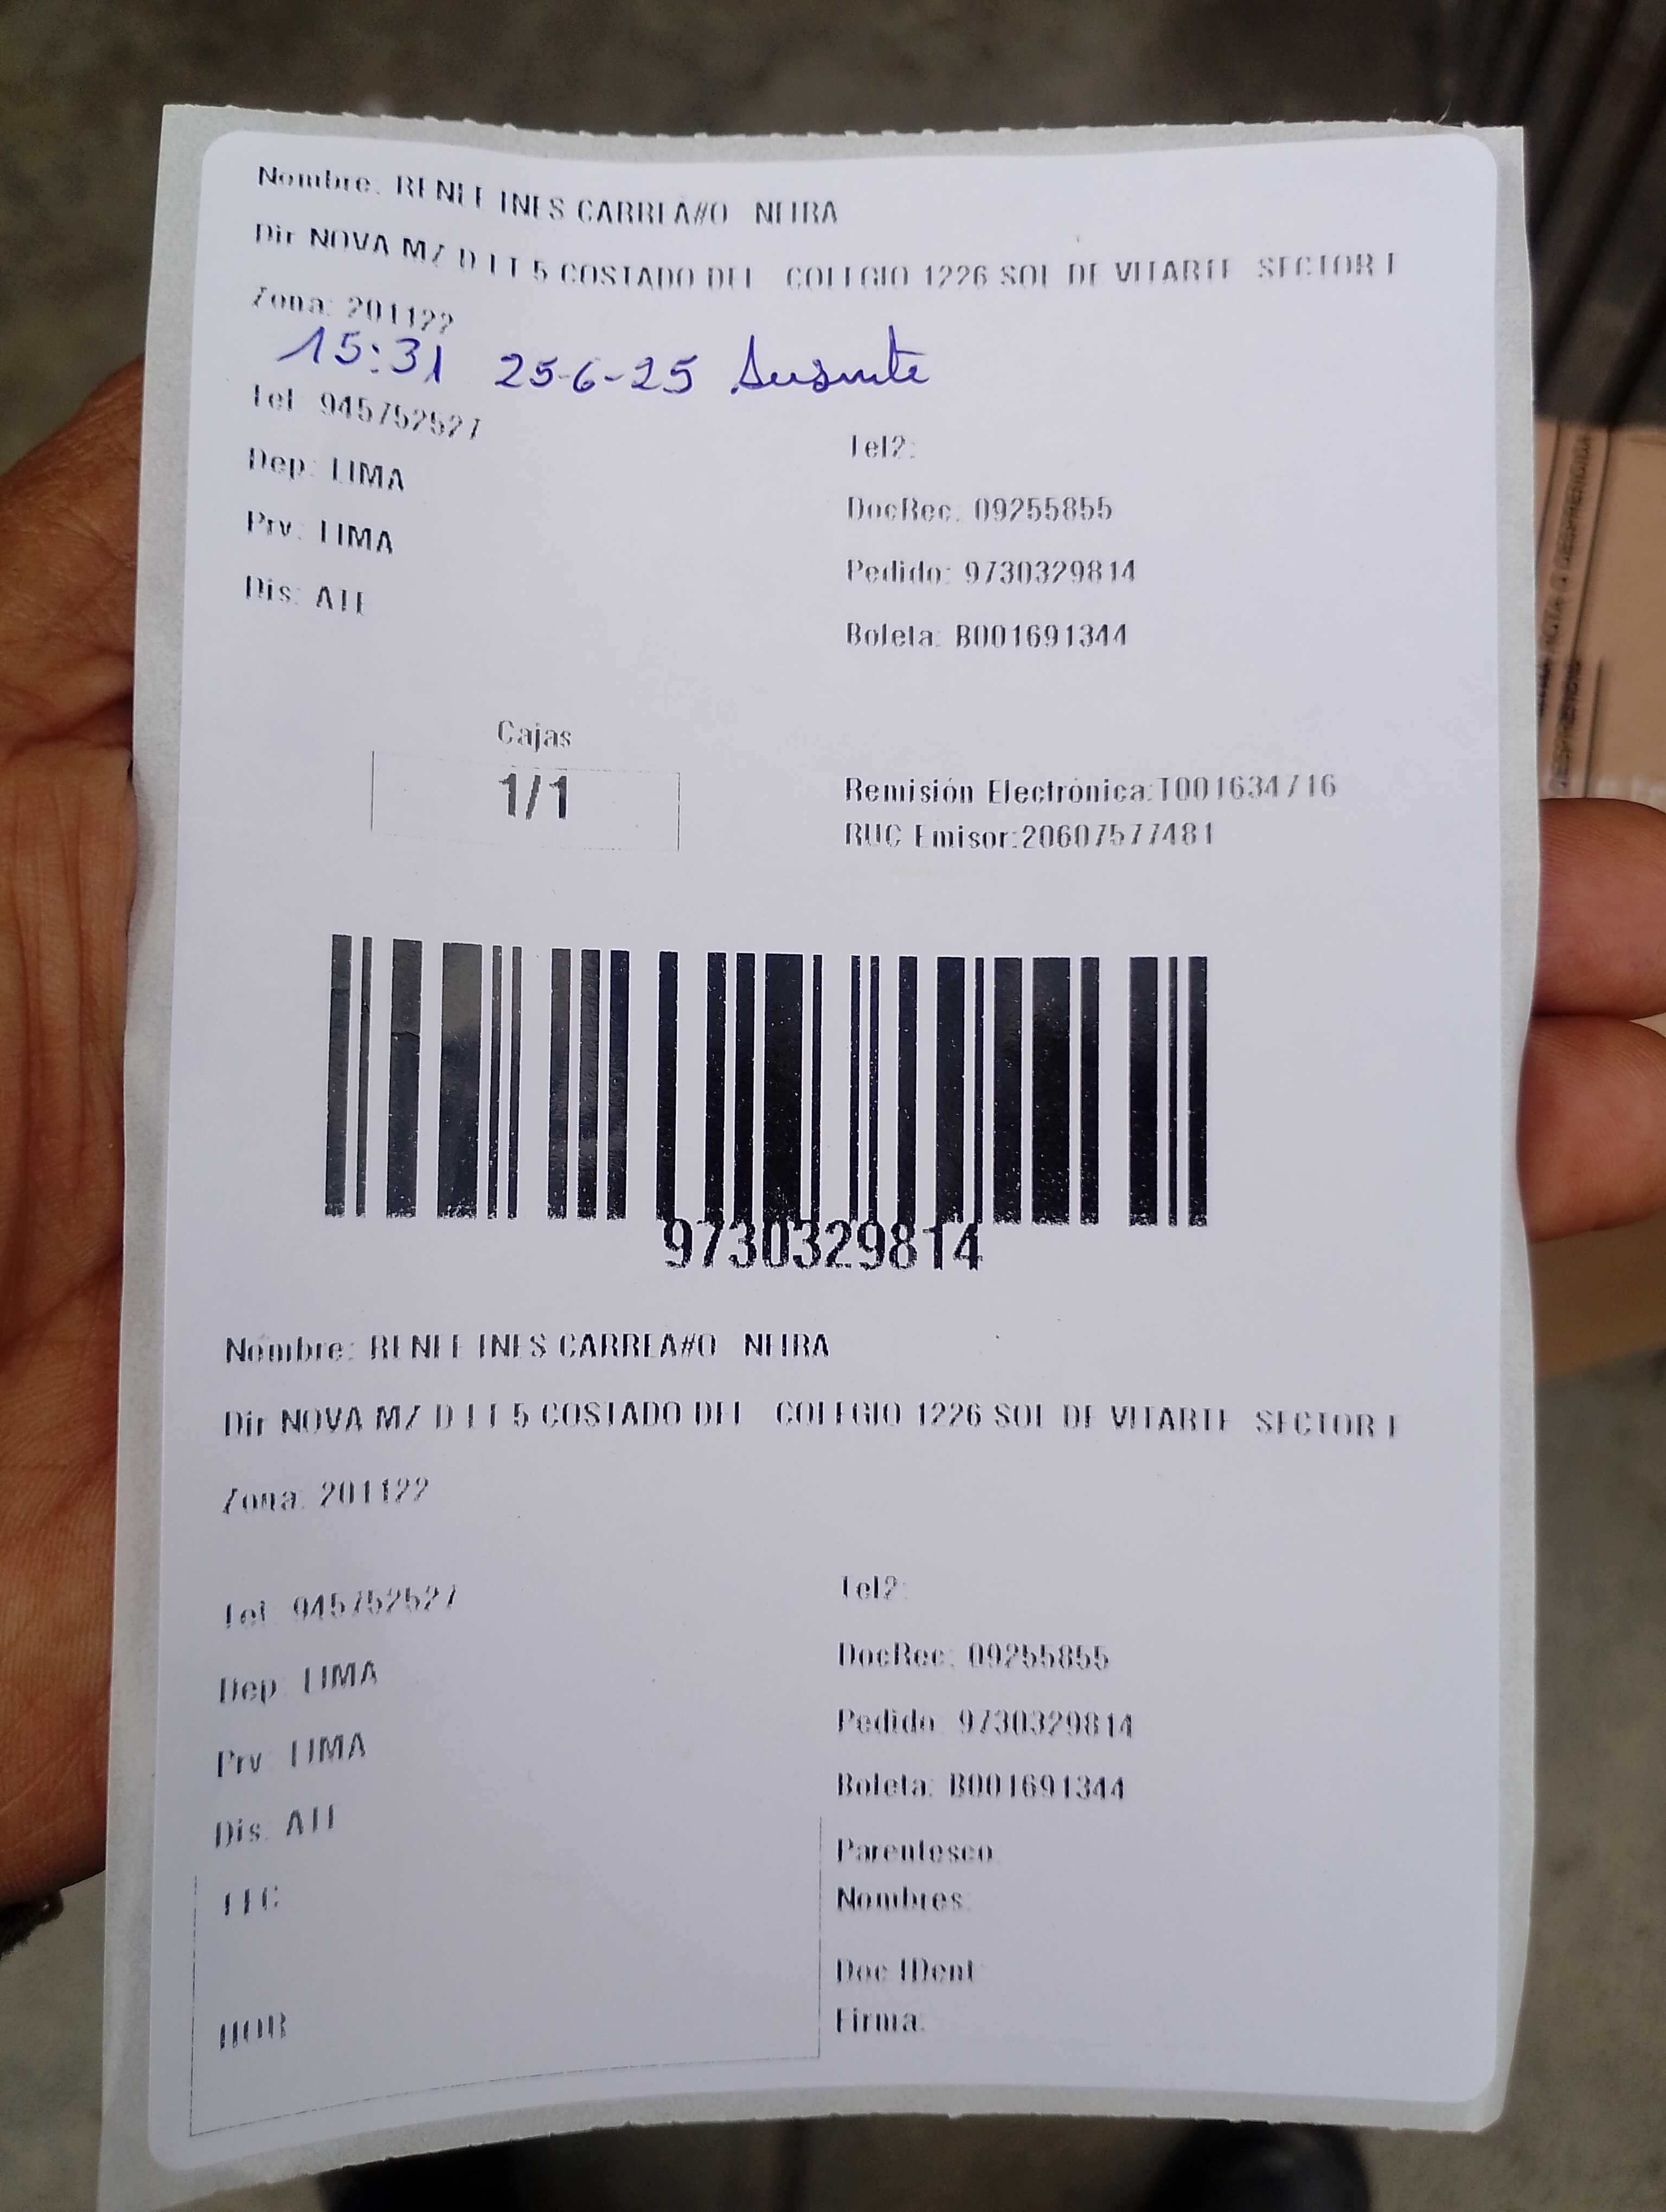 Nombre: RENEE INES CARREA#O NEIRA
Dir NOVA MZ D LT 5 COSTADO DEL COLEGIO 1226 SOL DE VITARTE SECTOR E
Zona: 201122
15:31 25-6-25 Ausente
Tel 945752527
Tel2:
Dep: LIMA
DocRec: 09255855
Prv: LIMA
Pedido: 9730329814
Dis: ATE
Boleta: B001691344
Cajas
1/1
Remisión Electrónica:T001634716
RUC Emisor:20607577481
9730329814
Nombre: RENEE INES CARREA#O NEIRA
Dir NOVA MZ D LT 5 COSTADO DEL COLEGIO 1226 SOL DE VITARTE SECTOR E
Zona: 201122
Tel 945752527
Tel2:
Dep: LIMA
DocRec: 09255855
Prv: LIMA
Pedido: 9730329814
Dis: ATE
Boleta: B001691344
Parentesco
FEC
Nombres:
Doc IDent
HOR
Firma: